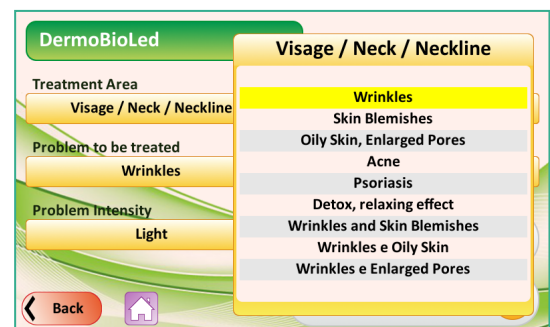 DermoBioLed
Treatment Area
Visage / Neck / Neckline
Problem to be treated
Wrinkles
Problem Intensity
Light
Back
Visage / Neck / Neckline
Wrinkles
Skin Blemishes
Oily Skin, Enlarged Pores
Acne
Psoriasis
Detox, relaxing effect
Wrinkles and Skin Blemishes
Wrinkles e Oily Skin
Wrinkles e Enlarged Pores